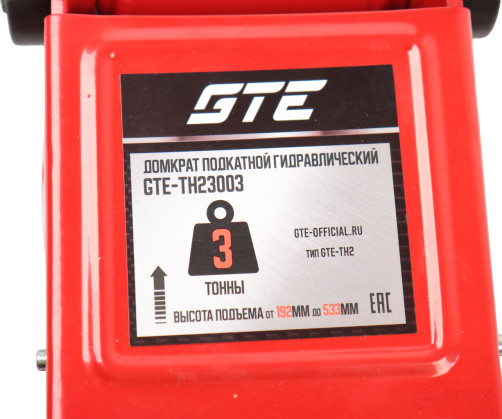 GTE
ДОМКРАТ ПОДКАТНОЙ ГИДРАВЛИЧЕСКИЙ
GTE-TH23003
3
ТОННЫ
GTE-OFFICIAL.RU
ТИП GTE-TH2
ВЫСОТА ПОДЪЕМА ОТ 192ММ ДО 533ММ
EAC